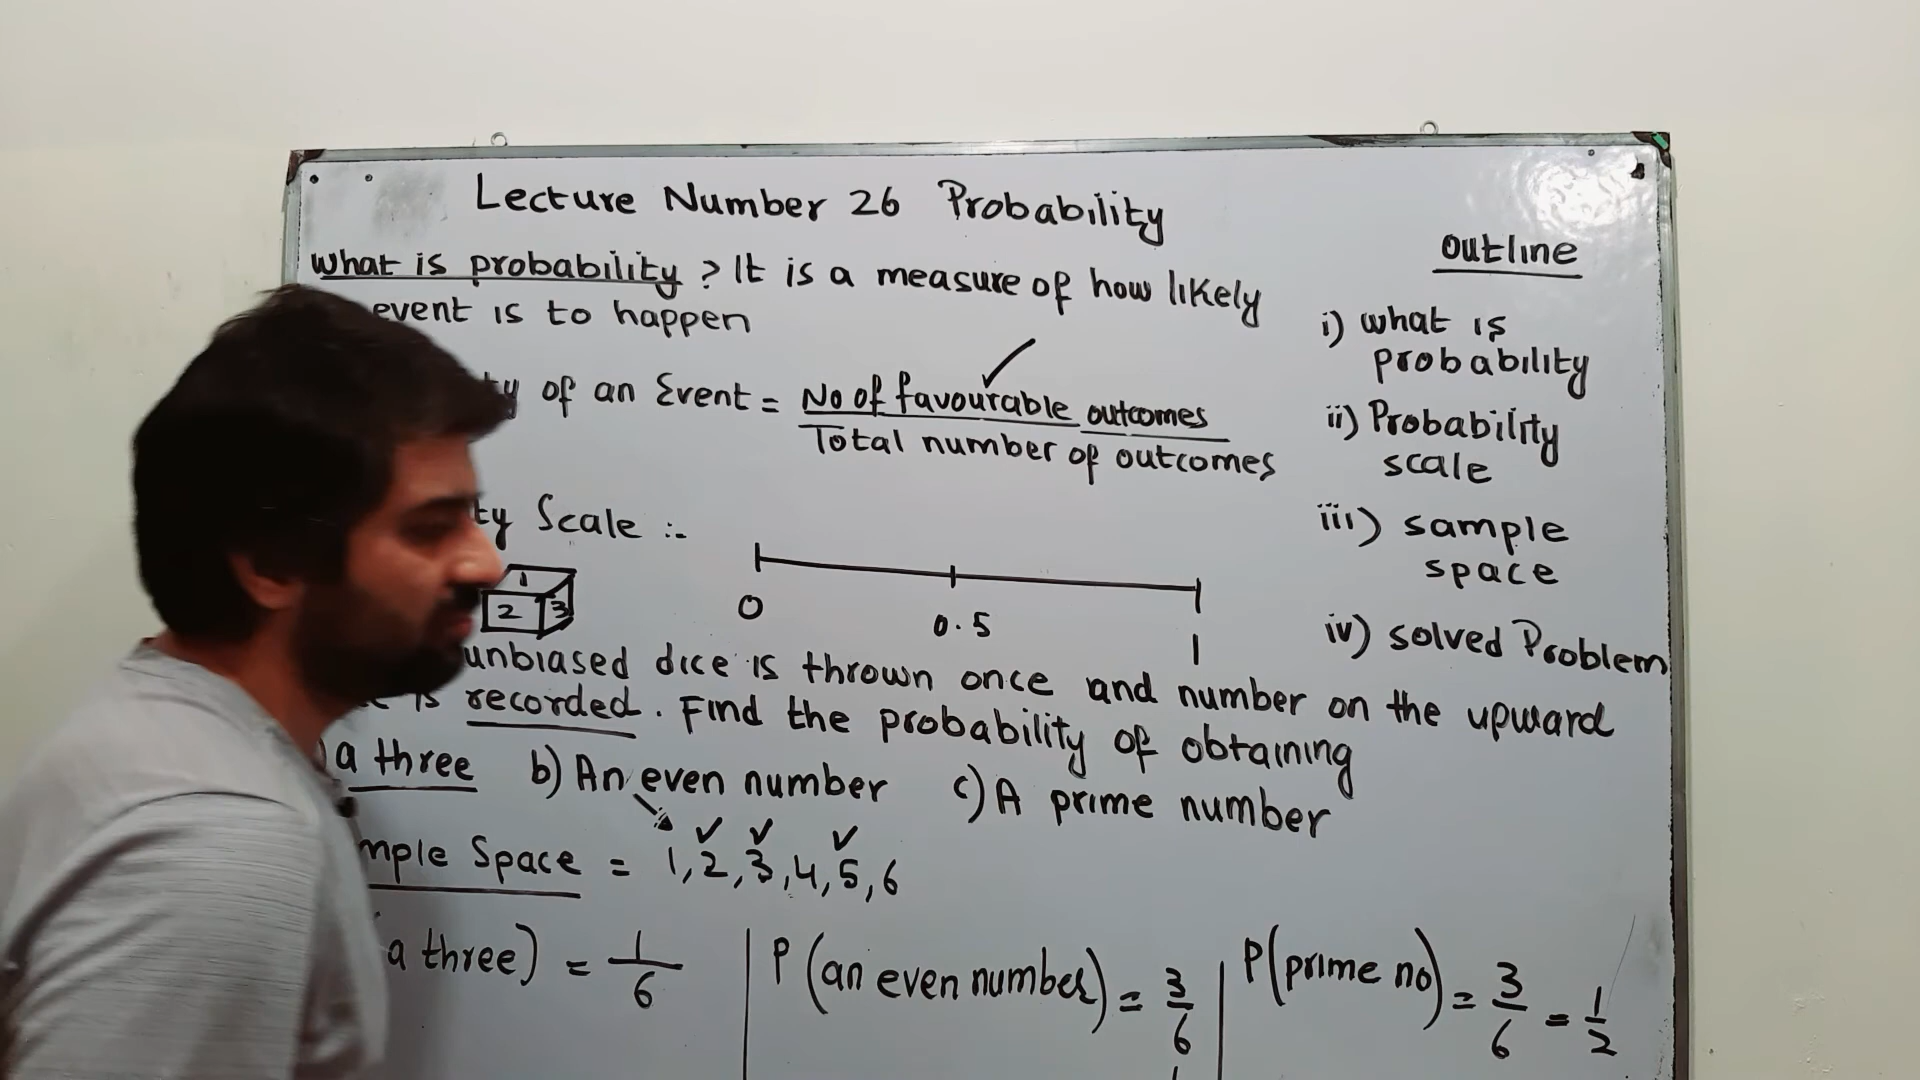 Lecture Number 26 Probability
outline
what is probability ? It is a measure of how likely
event is to happen
i) what is
probability
of an Event = No of favourable outcomes
Total number of outcomes
ii) Probability
scale
Scale :-
0 0.5 1
1 2 3
iii) sample
space
iv) solved Problem
unbiased dice is thrown once and number on the upward
is recorded. Find the probability of obtaining
a three b) An even number c) A prime number
Space = 1,2,3,4,5,6
a three) = 1/6
P (an even number) = 3/6
P(prime no) = 3/6 = 1/2